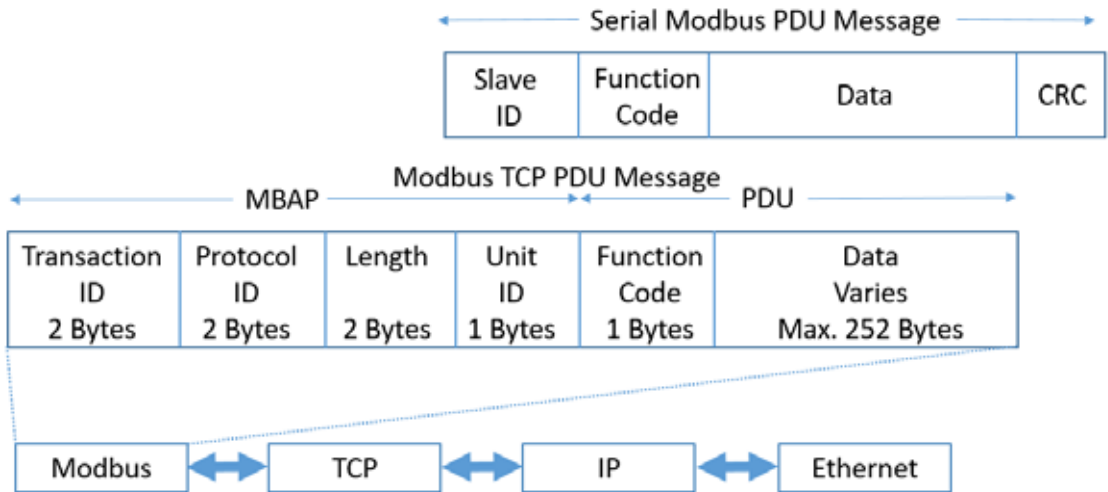 Serial Modbus PDU Message
Slave ID
Function Code
Data
CRC
Modbus TCP PDU Message
MBAP
PDU
Transaction ID 2 Bytes
Protocol ID 2 Bytes
Length 2 Bytes
Unit ID 1 Bytes
Function Code 1 Bytes
Data Varies Max. 252 Bytes
Modbus
TCP
IP
Ethernet